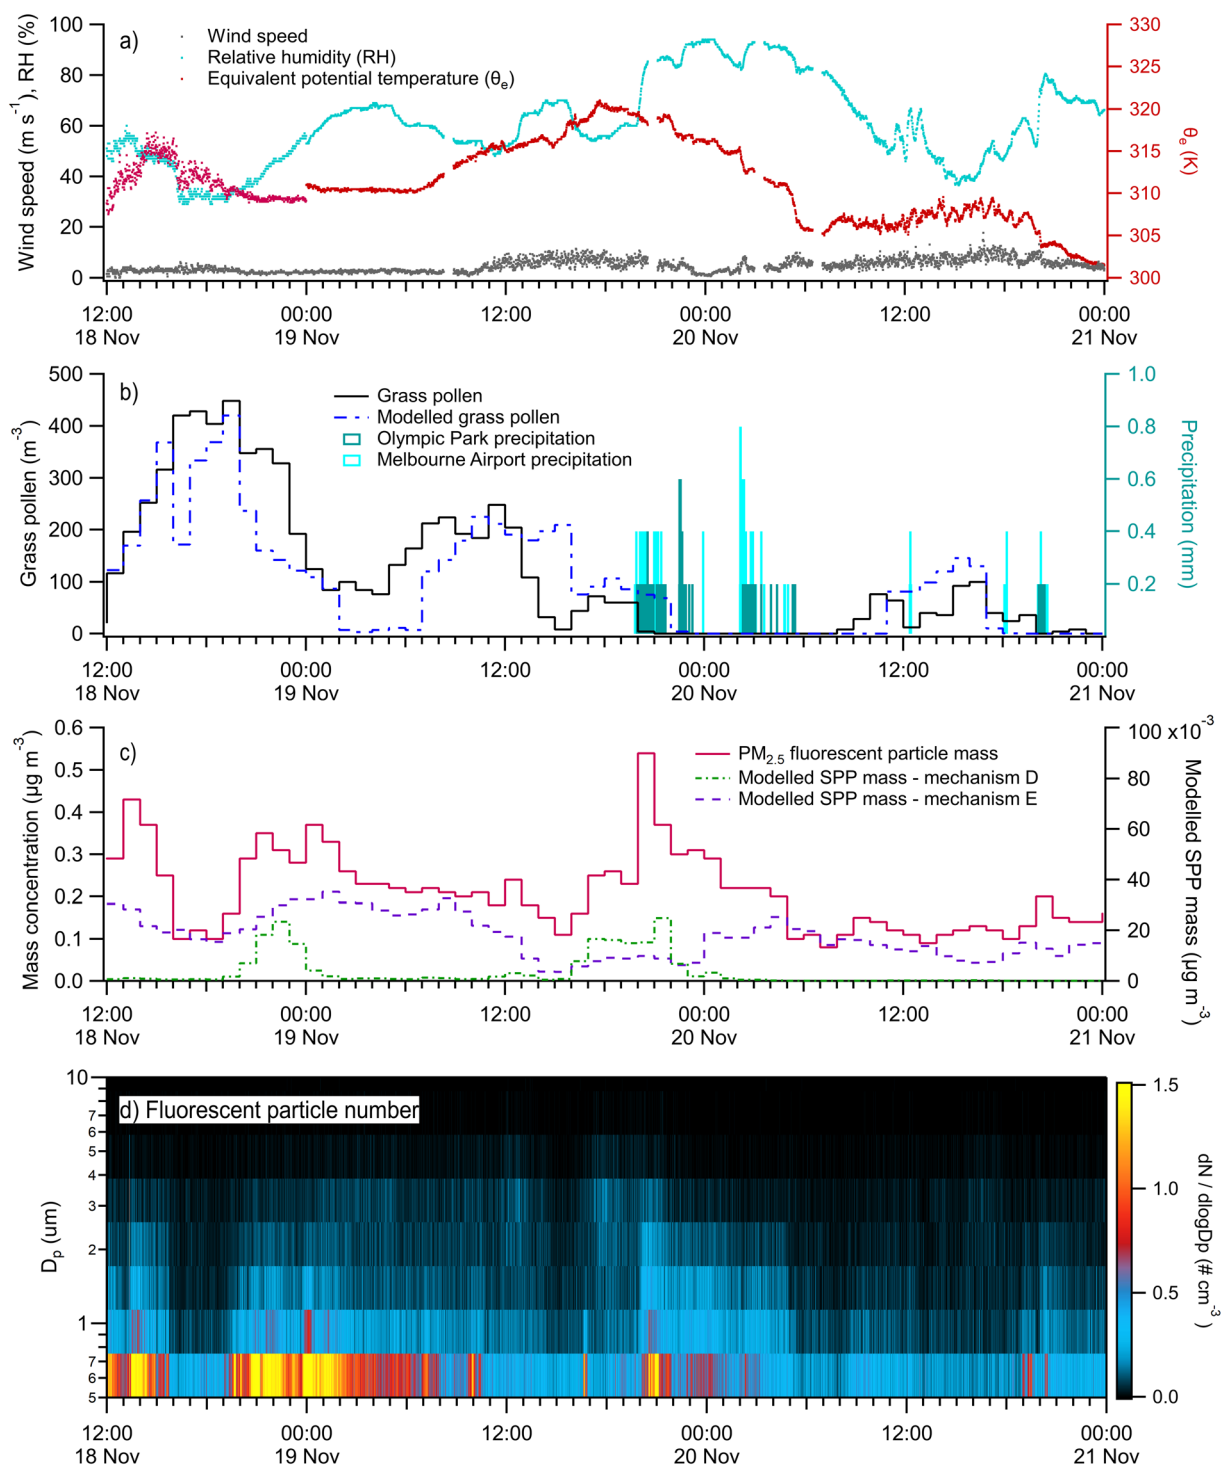 a)
Wind speed
Relative humidity (RH)
Equivalent potential temperature (θe)
Wind speed (m s-1), RH (%)
100
80
60
40
20
0
330
325
320
315
310
305
300
θe (K)
12:00
18 Nov
00:00
19 Nov
12:00
00:00
20 Nov
12:00
00:00
21 Nov
b)
Grass pollen
Modelled grass pollen
Olympic Park precipitation
Melbourne Airport precipitation
Grass pollen (m-3)
500
400
300
200
100
0
1.0
0.8
0.6
0.4
0.2
Precipitation (mm)
12:00
18 Nov
00:00
19 Nov
12:00
00:00
20 Nov
12:00
00:00
21 Nov
c)
PM2.5 fluorescent particle mass
Modelled SPP mass - mechanism D
Modelled SPP mass - mechanism E
Mass concentration (µg m-3)
0.6
0.5
0.4
0.3
0.2
0.1
0.0
100 x10-3
80
60
40
20
0
Modelled SPP mass (µg m-3)
12:00
18 Nov
00:00
19 Nov
12:00
00:00
20 Nov
12:00
00:00
21 Nov
d) Fluorescent particle number
Dp (um)
10
7
6
5
4
3
2
1
7
6
5
1.5
1.0
0.5
0.0
dN / dlogDp (# cm-3)
12:00
18 Nov
00:00
19 Nov
12:00
00:00
20 Nov
12:00
00:00
21 Nov